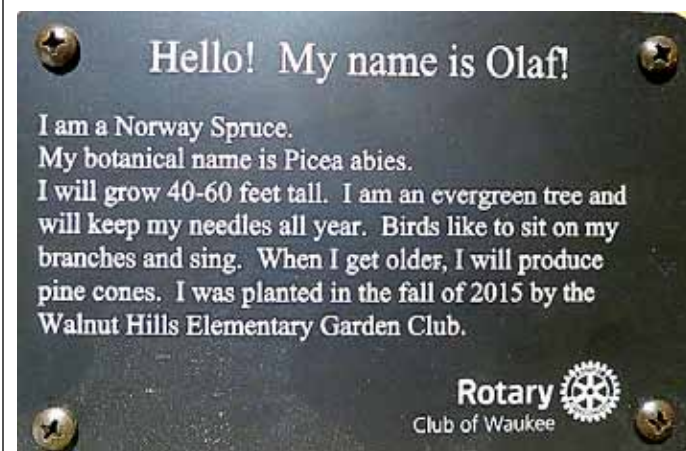 Hello! My name is Olaf!
I am a Norway Spruce.
My botanical name is Picea abies.
I will grow 40-60 feet tall. I am an evergreen tree and
will keep my needles all year. Birds like to sit on my
branches and sing. When I get older, I will produce
pine cones. I was planted in the fall of 2015 by the
Walnut Hills Elementary Garden Club.
Rotary
Club of Waukee